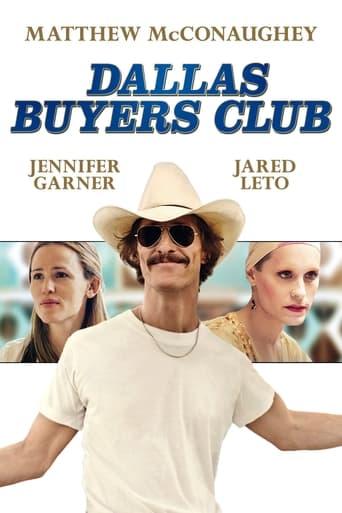 MATTHEW McCONAUGHEY
DALLAS
BUYERS CLUB
JENNIFER
GARNER
JARED
LETO